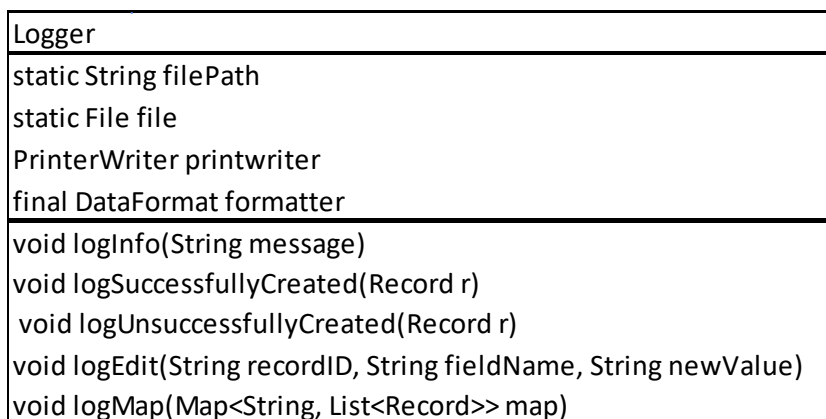 Logger
static String filePath
static File file
PrinterWriter printwriter
final DataFormat formatter
void logInfo(String message)
void logSuccessfullyCreated(Record r)
void logUnsuccessfullyCreated(Record r)
void logEdit(String recordID, String fieldName, String newValue)
void logMap(Map<String, List<Record>> map)